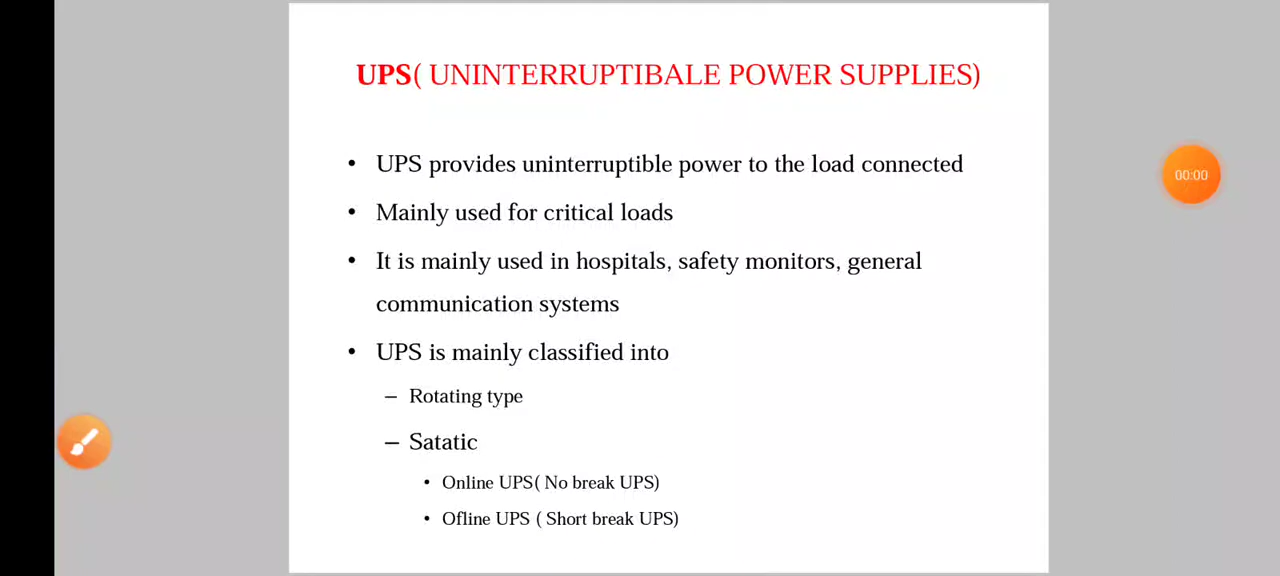 UPS( UNINTERRUPTIBALE POWER SUPPLIES)
• UPS provides uninterruptible power to the load connected
• Mainly used for critical loads
• It is mainly used in hospitals, safety monitors, general
communication systems
• UPS is mainly classified into
– Rotating type
– Satatic
• Online UPS( No break UPS)
• Ofline UPS ( Short break UPS)
00:00